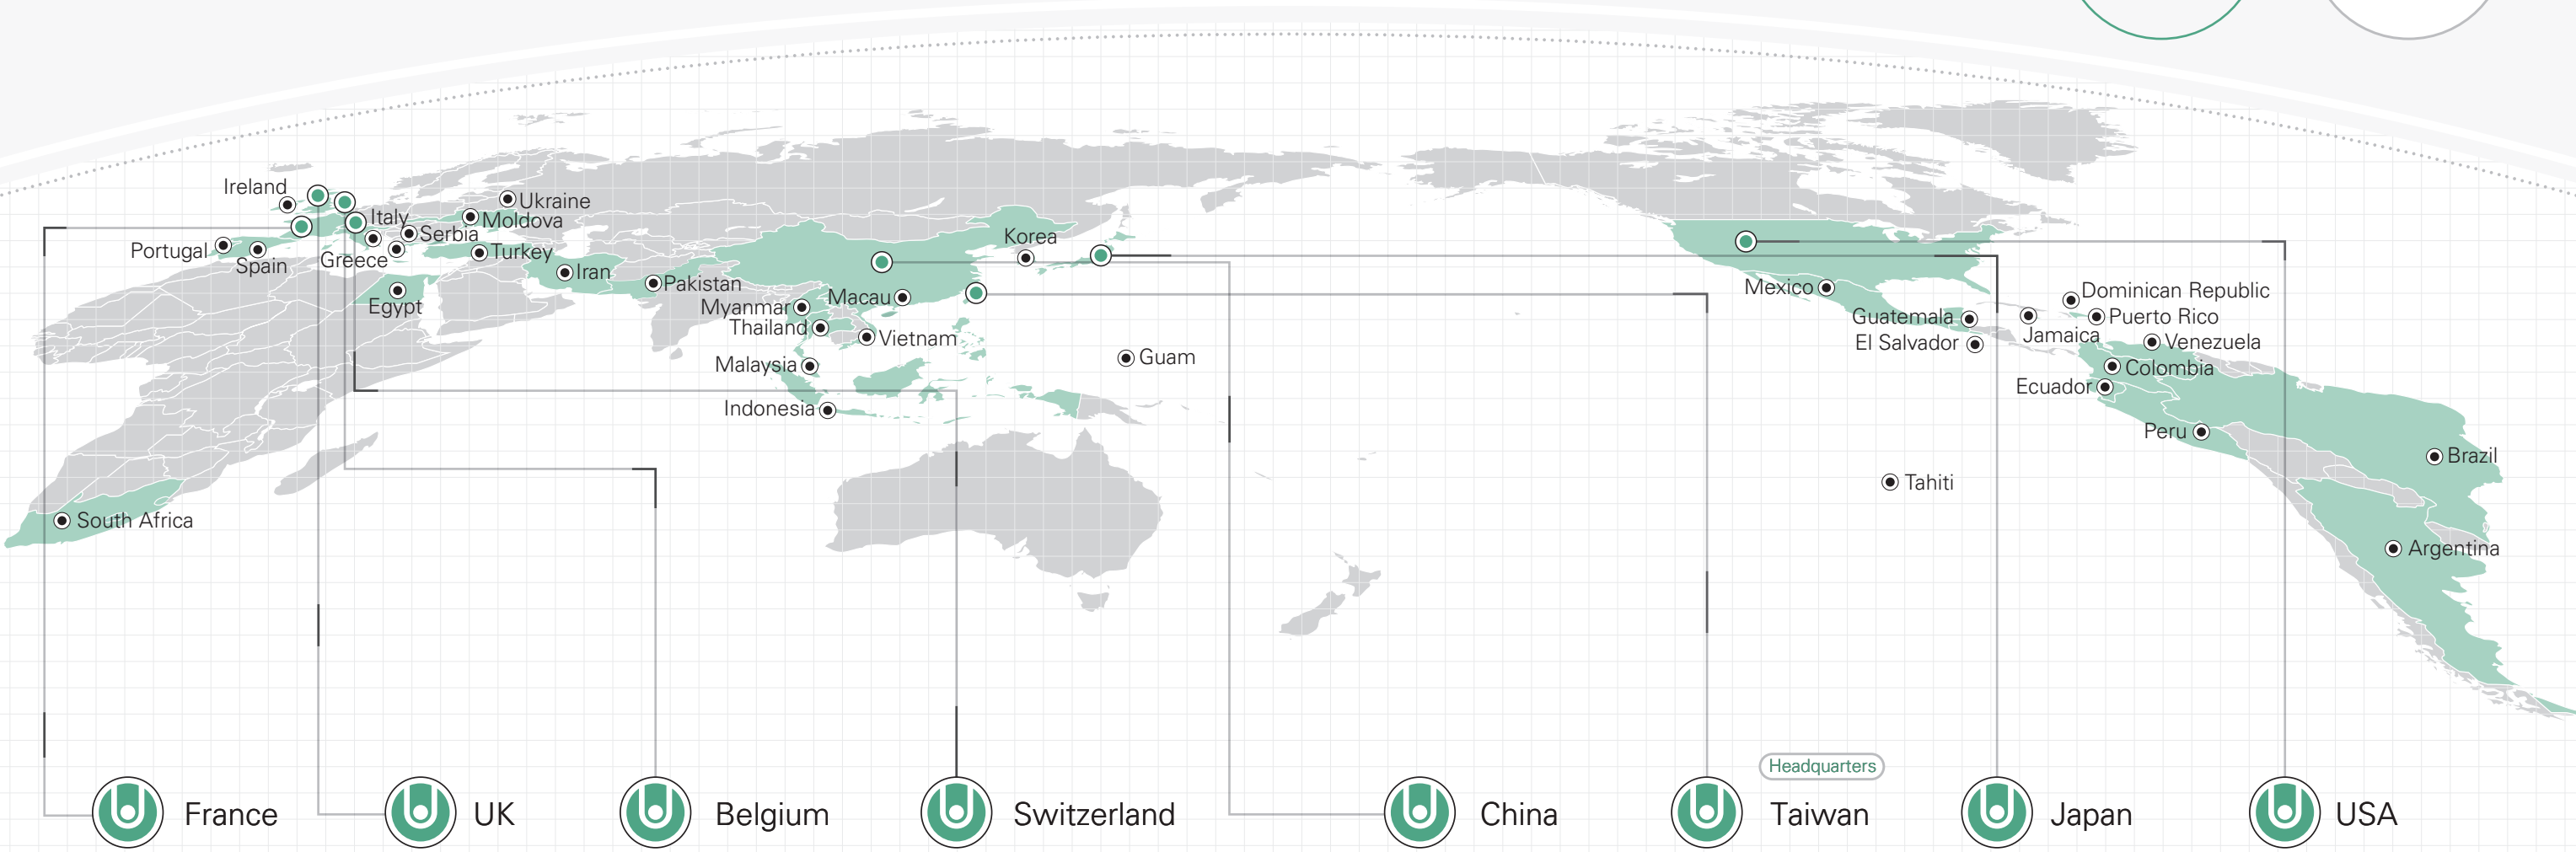 Ireland
Ukraine
Italy
Moldova
Serbia
Korea
Portugal
Spain
Greece
Turkey
Iran
Pakistan
Egypt
Myanmar
Macau
Thailand
Vietnam
Malaysia
Guam
Indonesia
South Africa
Mexico
Dominican Republic
Guatemala
Puerto Rico
Jamaica
El Salvador
Venezuela
Colombia
Ecuador
Peru
Brazil
Tahiti
Argentina
Headquarters
France
UK
Belgium
Switzerland
China
Taiwan
Japan
USA